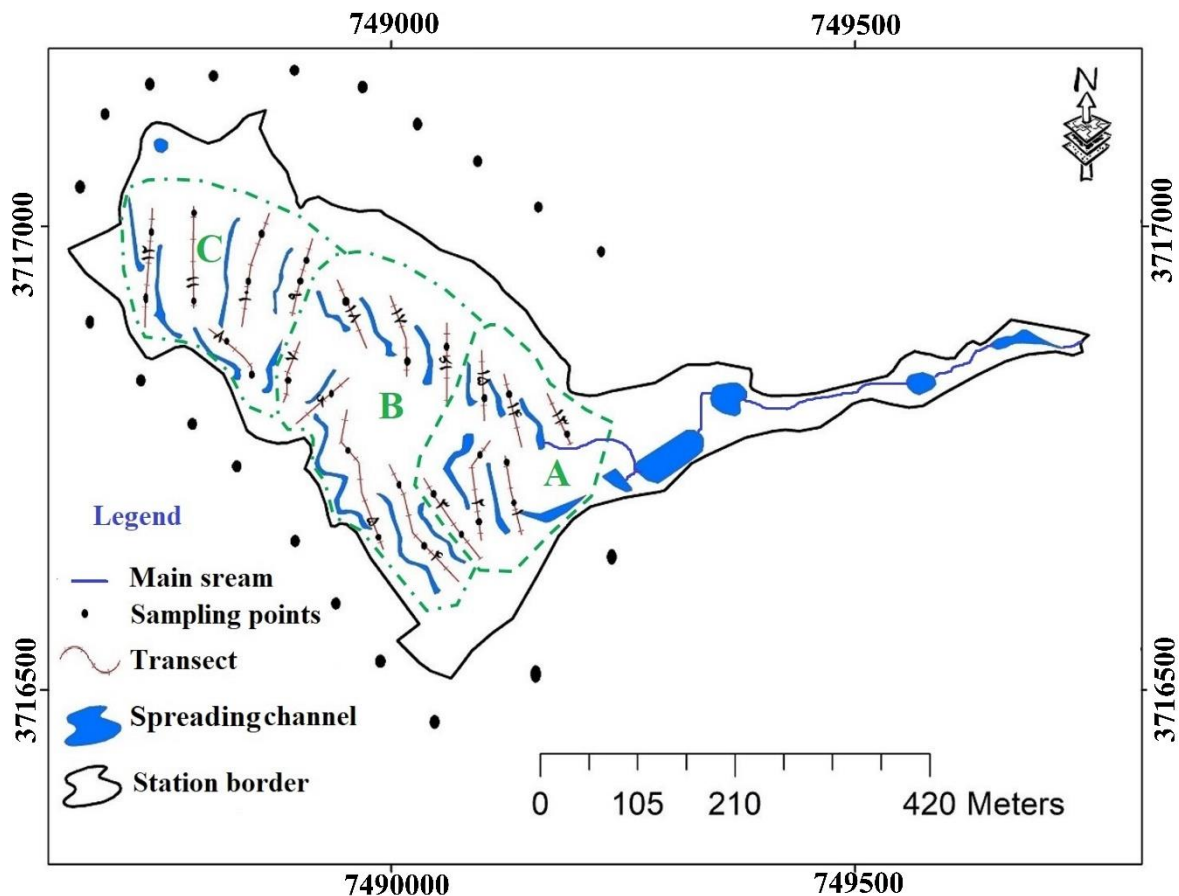 749000
749500
N
3717000
3717000
C
B
A
Legend
Main sream
Sampling points
Transect
Spreading channel
Station border
3716500
3716500
0 105 210 420 Meters
7490000
749500